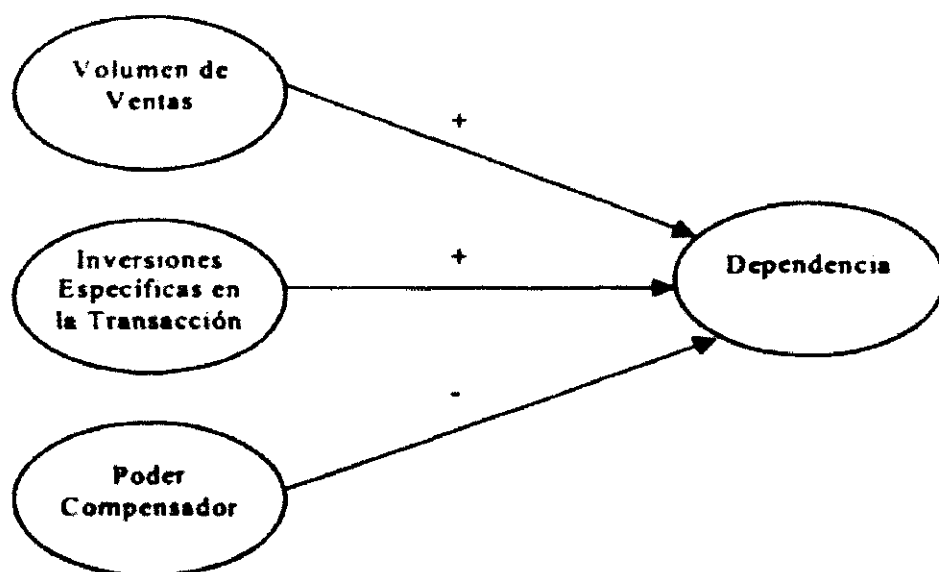 Volumen de
Ventas
+
Inversiones
Específicas en
la Transacción
+
Dependencia
-
Poder
Compensador